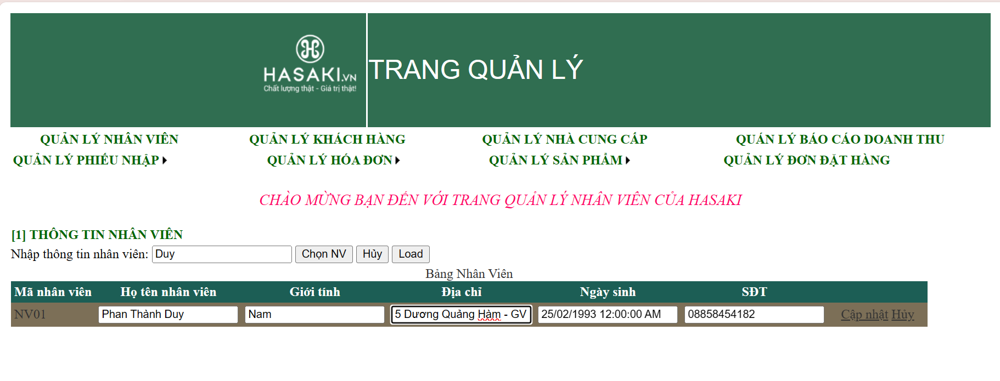 HASAKI.VN
Chất lượng thật - Giá trị thật!
TRANG QUẢN LÝ
QUẢN LÝ NHÂN VIÊN QUẢN LÝ KHÁCH HÀNG QUẢN LÝ NHÀ CUNG CẤP QUÁN LÝ BÁO CÁO DOANH THU
QUẢN LÝ PHIẾU NHẬP QUẢN LÝ HÓA ĐƠN QUẢN LÝ SẢN PHẨM QUẢN LÝ ĐƠN ĐẶT HÀNG
CHÀO MỪNG BẠN ĐẾN VỚI TRANG QUẢN LÝ NHÂN VIÊN CỦA HASAKI
[1] THÔNG TIN NHÂN VIÊN
Nhập thông tin nhân viên: Duy Chọn NV Hủy Load
Bảng Nhân Viên
Mã nhân viên Họ tên nhân viên Giới tính Địa chỉ Ngày sinh SĐT
NV01 Phan Thành Duy Nam 5 Dương Quảng Hàm - GV 25/02/1993 12:00:00 AM 08858454182 Cập nhật Hủy